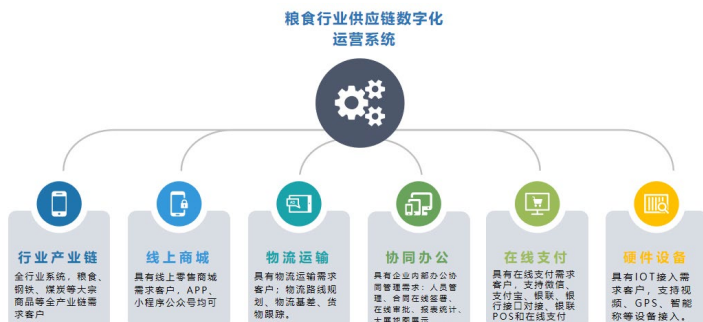 粮食行业供应链数字化
运营系统
行业产业链
全行业系统，粮食、
钢铁、煤炭等大宗
商品等全产业链需
求客户
线上商城
具有线上零售商城
需求客户，APP、
小程序公众号均可
物流运输
具有物流运输需求客
户；物流路线规
划、物流基差、货
物跟踪。
协同办公
具有企业内部办公协
同管理需求：人员管
理、合同在线签署、
在线审批、报表统计、
大屏地图展示
在线支付
具有在线支付需求
客户，支持微信、
支付宝、银联、银
行接口对接、银联
POS和在线支付
硬件设备
具有IOT接入需
求客户，支持视
频、GPS、智能
称等设备接入。